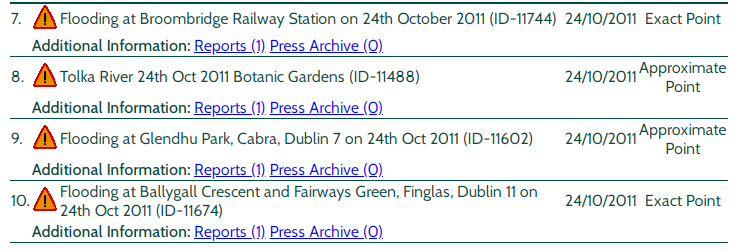 7. Flooding at Broombridge Railway Station on 24th October 2011 (ID-11744) 24/10/2011 Exact Point
Additional Information: Reports (1) Press Archive (0)
8. Tolka River 24th Oct 2011 Botanic Gardens (ID-11488) 24/10/2011 Approximate
Point
Additional Information: Reports (1) Press Archive (0)
9. Flooding at Glendhu Park, Cabra, Dublin 7 on 24th Oct 2011 (ID-11602) 24/10/2011 Approximate
Point
Additional Information: Reports (1) Press Archive (0)
10. Flooding at Ballygall Crescent and Fairways Green, Finglas, Dublin 11 on
24th Oct 2011 (ID-11674) 24/10/2011 Exact Point
Additional Information: Reports (1) Press Archive (0)